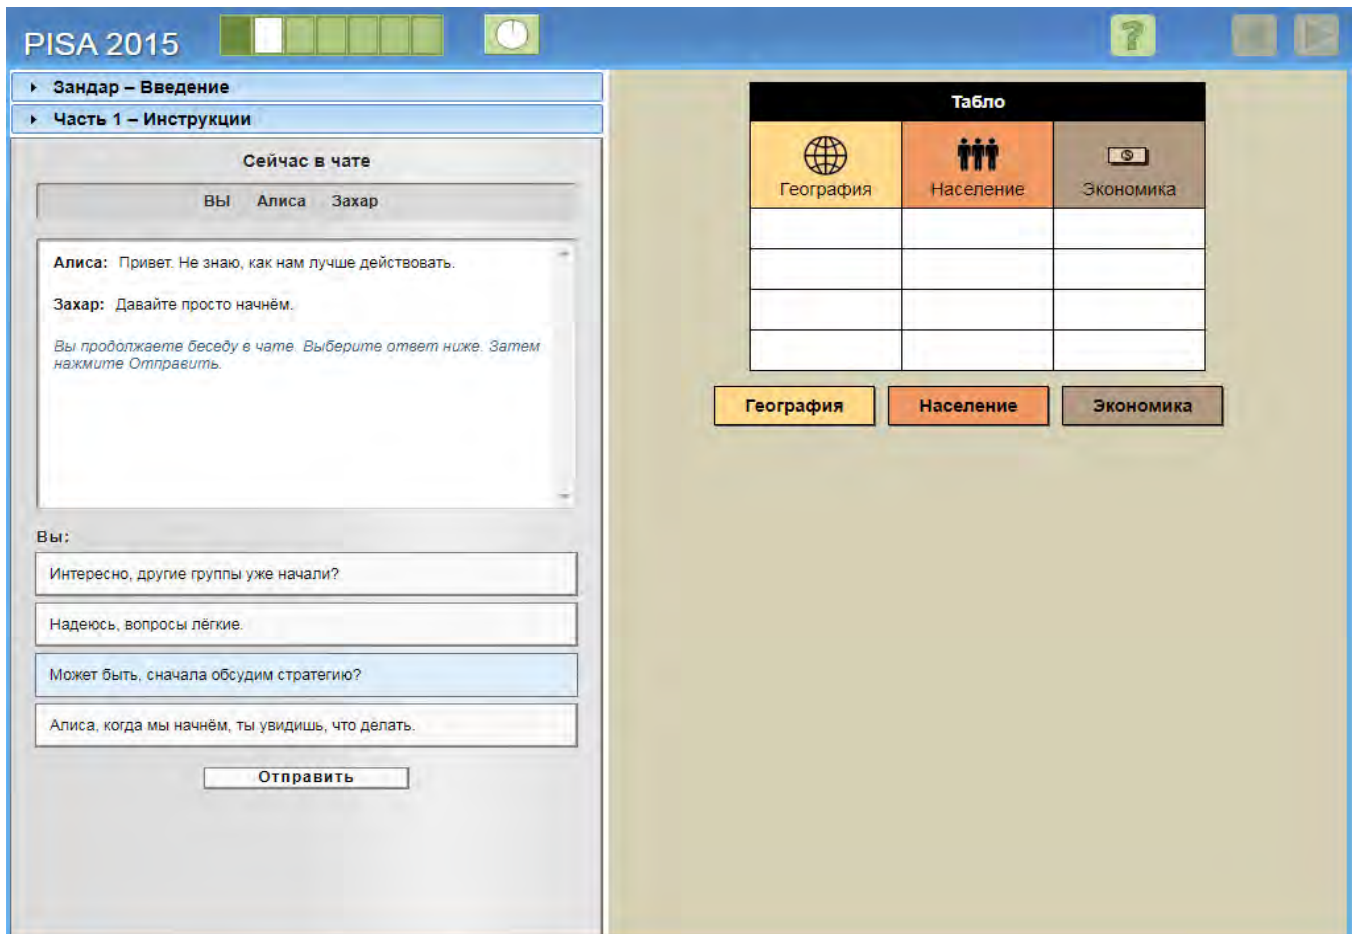 PISA 2015
?
Зандар – Введение
Часть 1 – Инструкции
Сейчас в чате
ВЫ Алиса Захар
Алиса: Привет. Не знаю, как нам лучше действовать.
Захар: Давайте просто начнём.
Вы продолжаете беседу в чате. Выберите ответ ниже. Затем
нажмите Отправить.
Вы:
Интересно, другие группы уже начали?
Надеюсь, вопросы лёгкие.
Может быть, сначала обсудим стратегию?
Алиса, когда мы начнём, ты увидишь, что делать.
Отправить
Табло
География Население Экономика
География Население Экономика